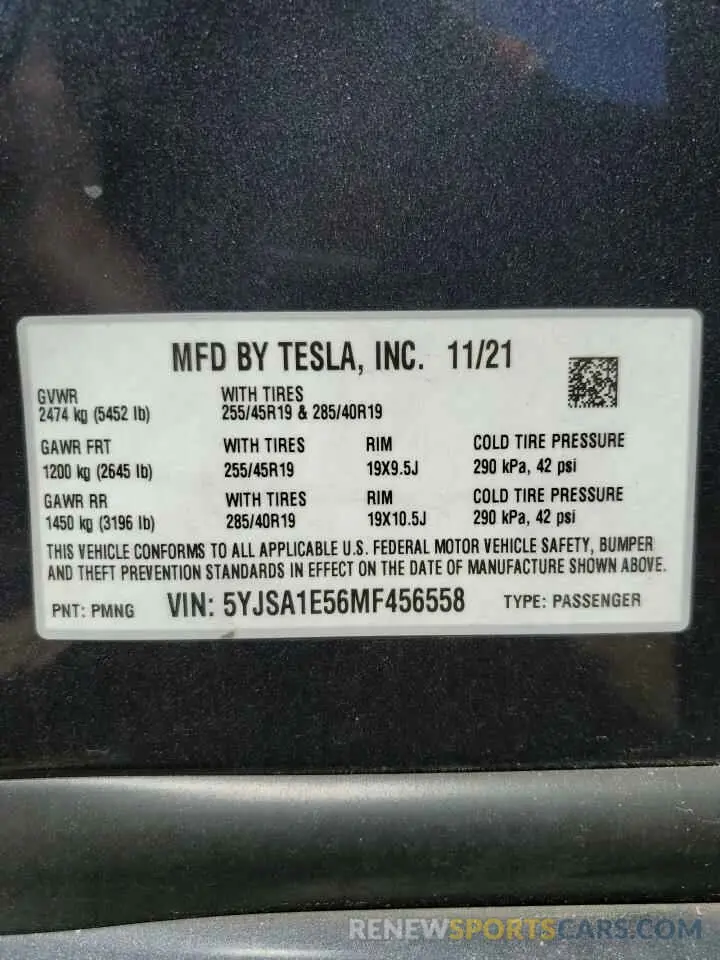 MFD BY TESLA, INC. 11/21
GVWR WITH TIRES
2474 kg (5452 lb) 255/45R19 & 285/40R19
GAWR FRT WITH TIRES RIM COLD TIRE PRESSURE
1200 kg (2645 lb) 255/45R19 19X9.5J 290 kPa, 42 psi
GAWR RR WITH TIRES RIM COLD TIRE PRESSURE
1450 kg (3196 lb) 285/40R19 19X10.5J 290 kPa, 42 psi
THIS VEHICLE CONFORMS TO ALL APPLICABLE U.S. FEDERAL MOTOR VEHICLE SAFETY, BUMPER
AND THEFT PREVENTION STANDARDS IN EFFECT ON THE DATE OF MANUFACTURE SHOWN ABOVE.
PNT: PMNG VIN: 5YJSA1E56MF456558 TYPE: PASSENGER
RENEWSPORTSCARS.COM